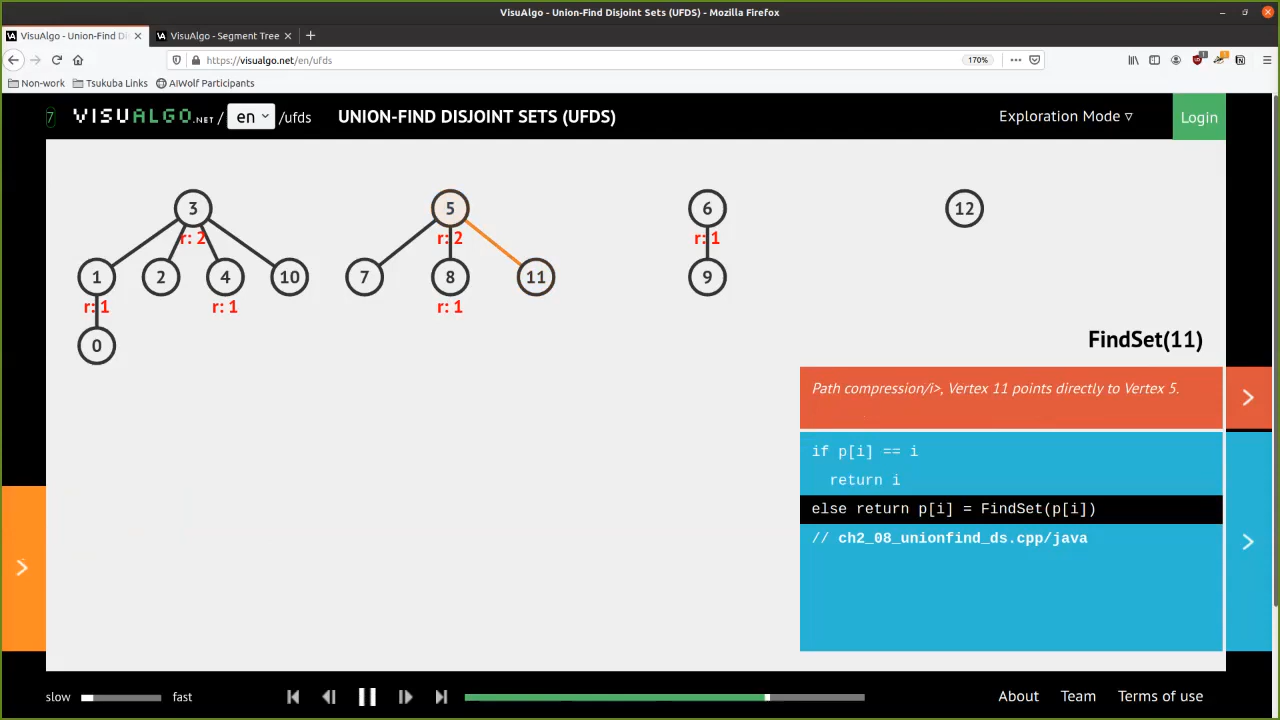 VisuAlgo - Union-Find Disjoint Sets (UFDS) - Mozilla Firefox
VisuAlgo - Union-Find Di
VisuAlgo - Segment Tree
https://visualgo.net/en/ufds
170%
Non-work
Tsukuba Links
AIWolf Participants
7
VISUALGO.NET/
en
/ufds
UNION-FIND DISJOINT SETS (UFDS)
Exploration Mode ▿
Login
3
5
6
12
r: 2
r: 2
r: 1
1
2
4
10
7
8
11
9
r: 1
r: 1
r: 1
0
FindSet(11)
Path compression/i>, Vertex 11 points directly to Vertex 5.
if p[i] == i
return i
else return p[i] = FindSet(p[i])
// ch2_08_unionfind_ds.cpp/java
slow
fast
About
Team
Terms of use